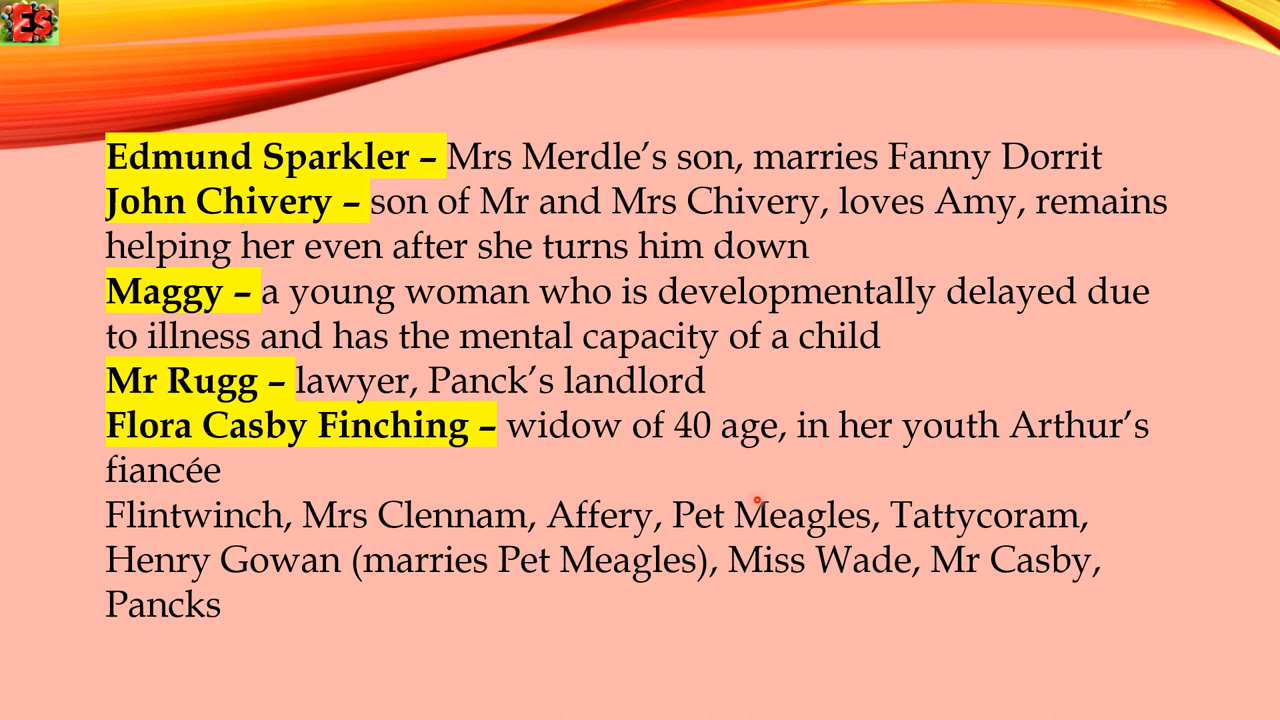 ES
Edmund Sparkler – Mrs Merdle’s son, marries Fanny Dorrit
John Chivery – son of Mr and Mrs Chivery, loves Amy, remains
helping her even after she turns him down
Maggy – a young woman who is developmentally delayed due
to illness and has the mental capacity of a child
Mr Rugg – lawyer, Panck’s landlord
Flora Casby Finching – widow of 40 age, in her youth Arthur’s
fiancée
Flintwinch, Mrs Clennam, Affery, Pet Meagles, Tattycoram,
Henry Gowan (marries Pet Meagles), Miss Wade, Mr Casby,
Pancks